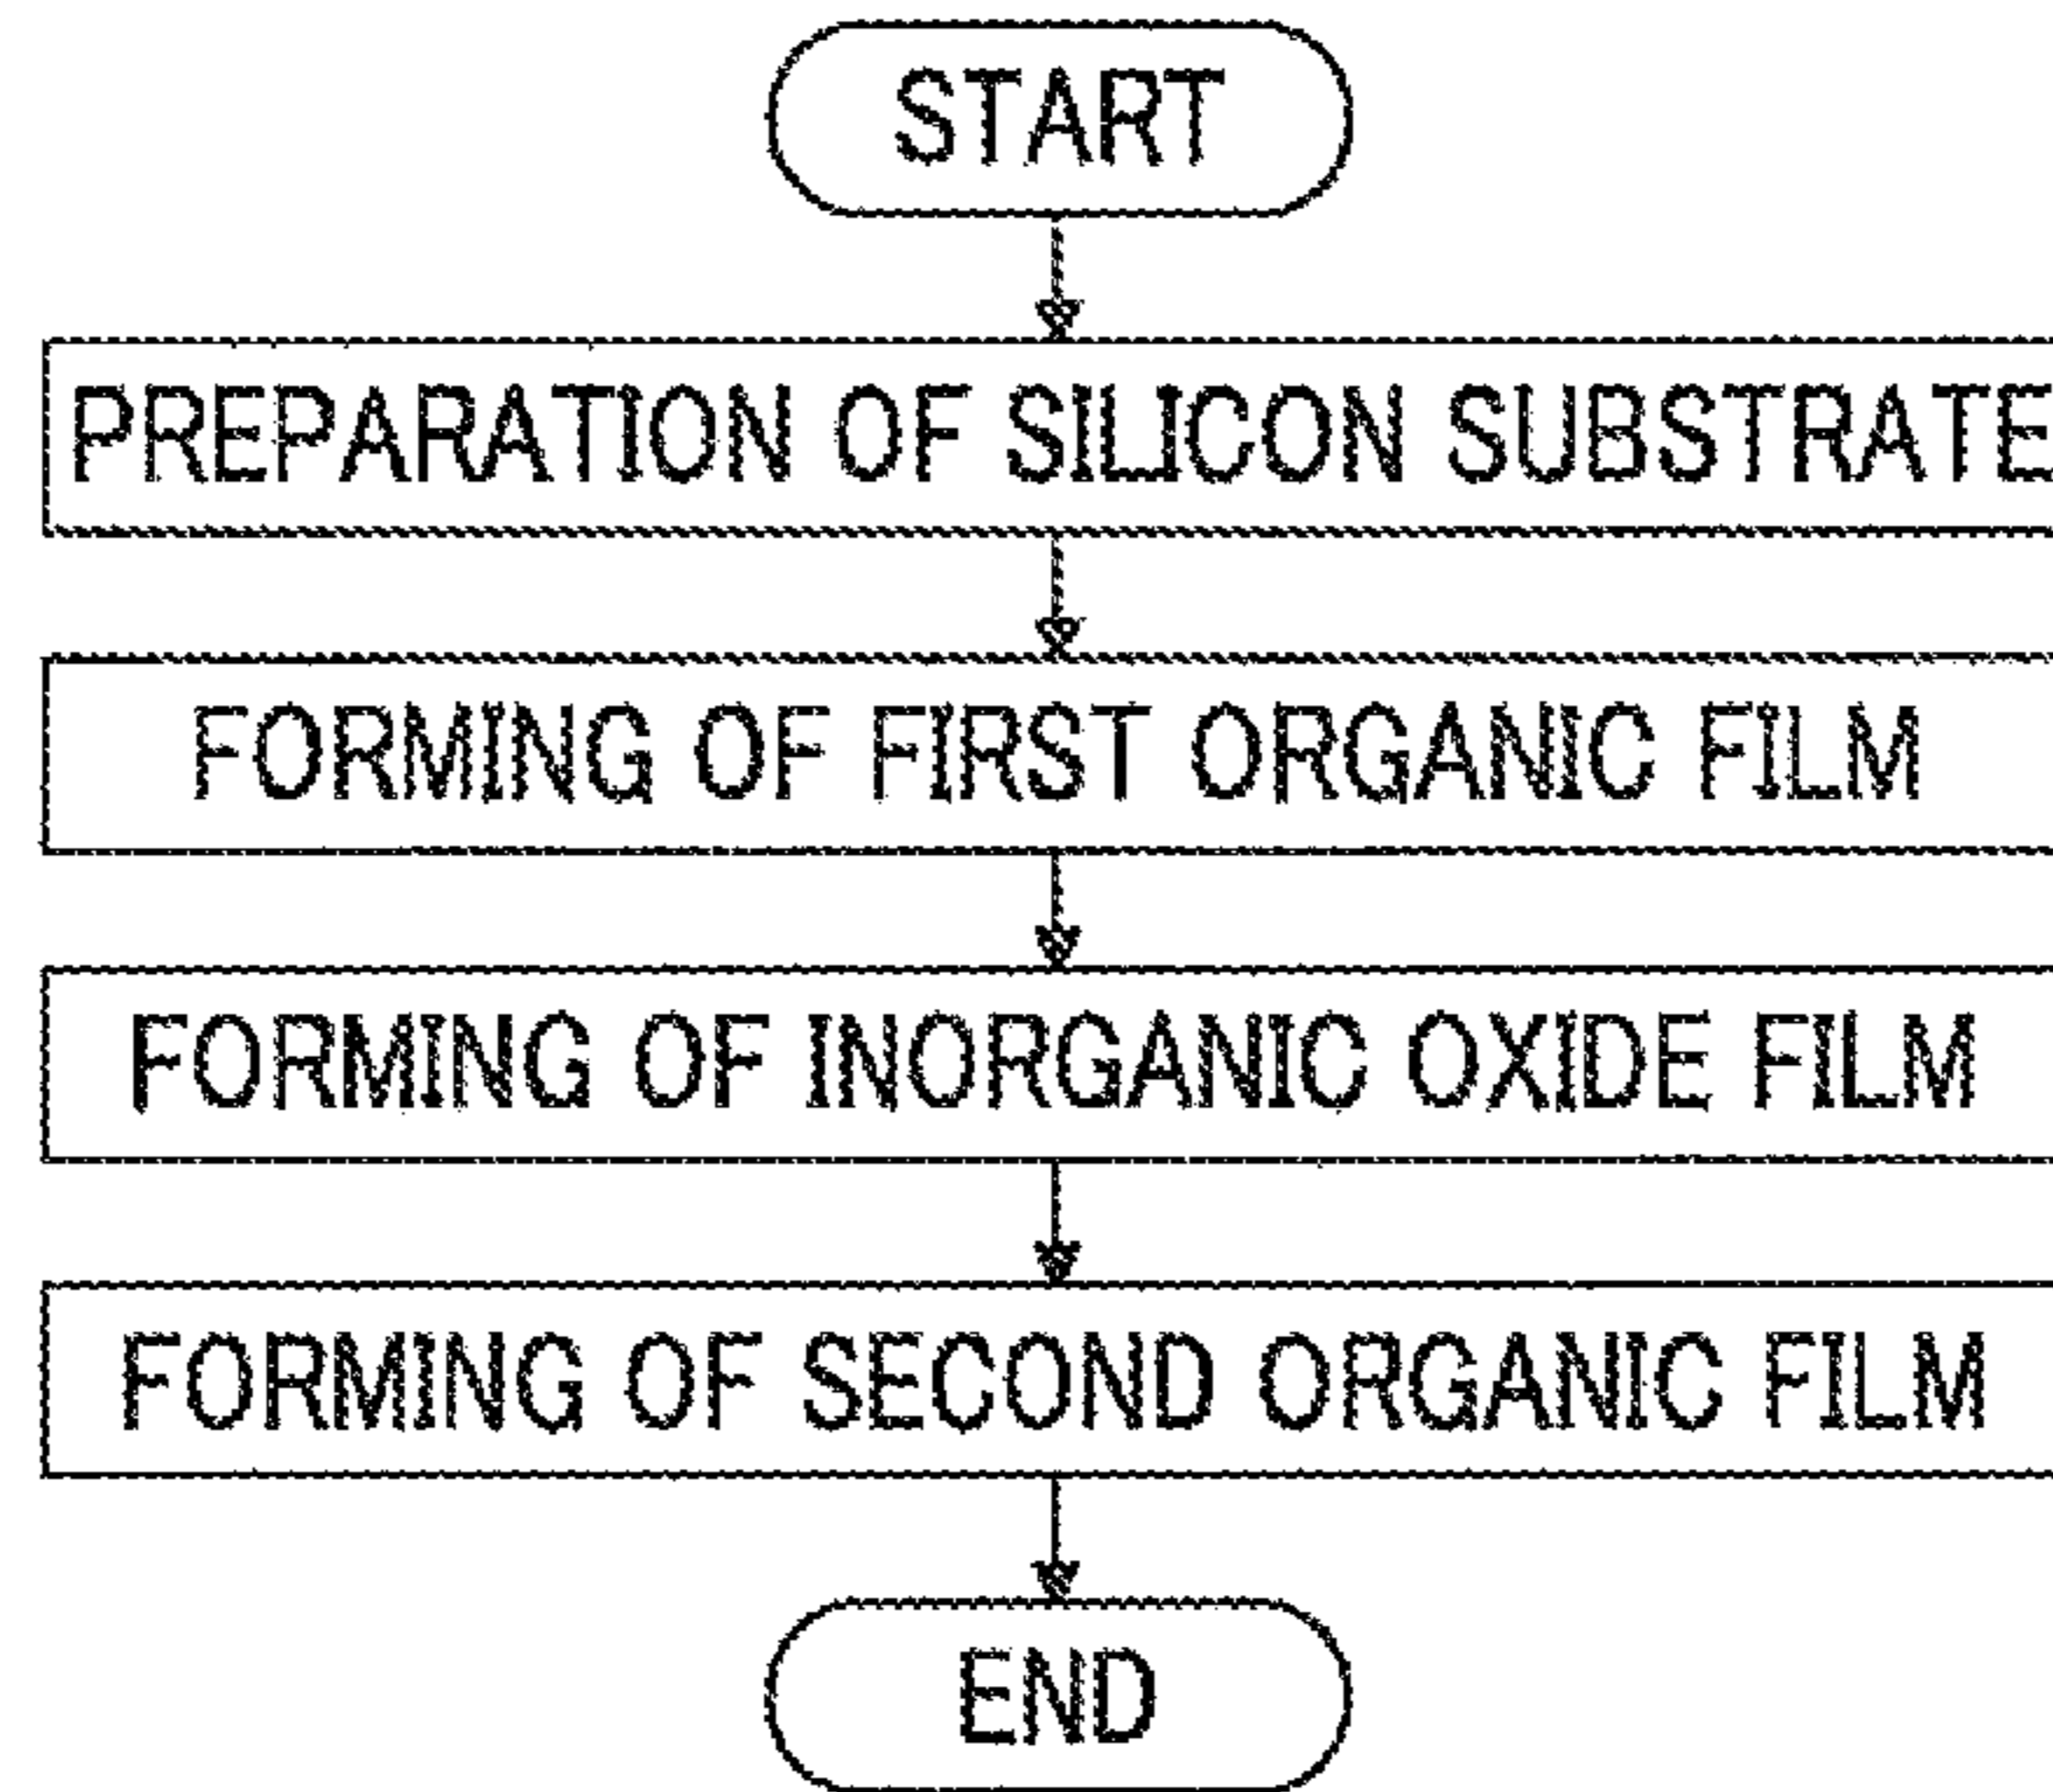 START
PREPARATION OF SILICON SUBSTRATE
FORMING OF FIRST ORGANIC FILM
FORMING OF INORGANIC OXIDE FILM
FORMING OF SECOND ORGANIC FILM
END